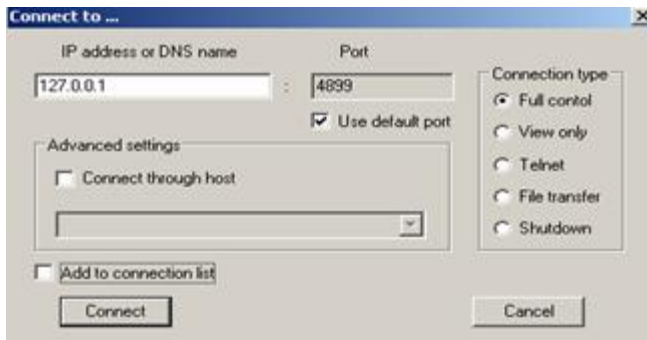 Connect to ...
IP address or DNS name
Port
127.0.0.1
:
4899
Use default port
Connection type
Full contol
View only
Telnet
File transfer
Shutdown
Advanced settings
Connect through host
Add to connection list
Connect
Cancel